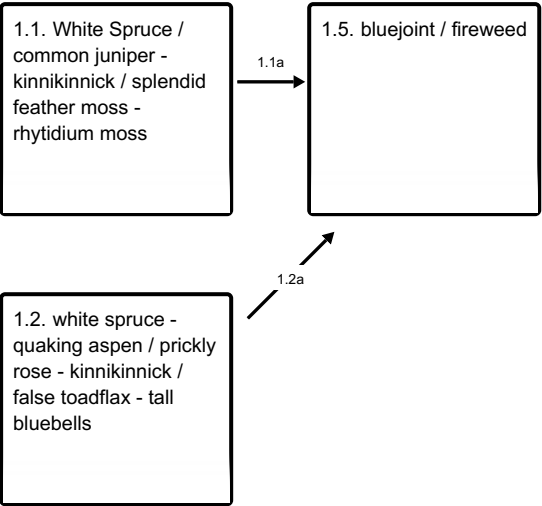 1.1. White Spruce /
common juniper -
kinnikinnick / splendid
feather moss -
rhytidium moss
1.1a
1.5. bluejoint / fireweed
1.2a
1.2. white spruce -
quaking aspen / prickly
rose - kinnikinnick /
false toadflax - tall
bluebells